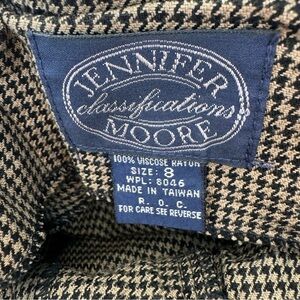 JENNIFER
classifications
MOORE
100% VISCOSE RAYON
SIZE: 8
WPL: 8046
MADE IN TAIWAN
R. O. C.
FOR CARE SEE REVERSE